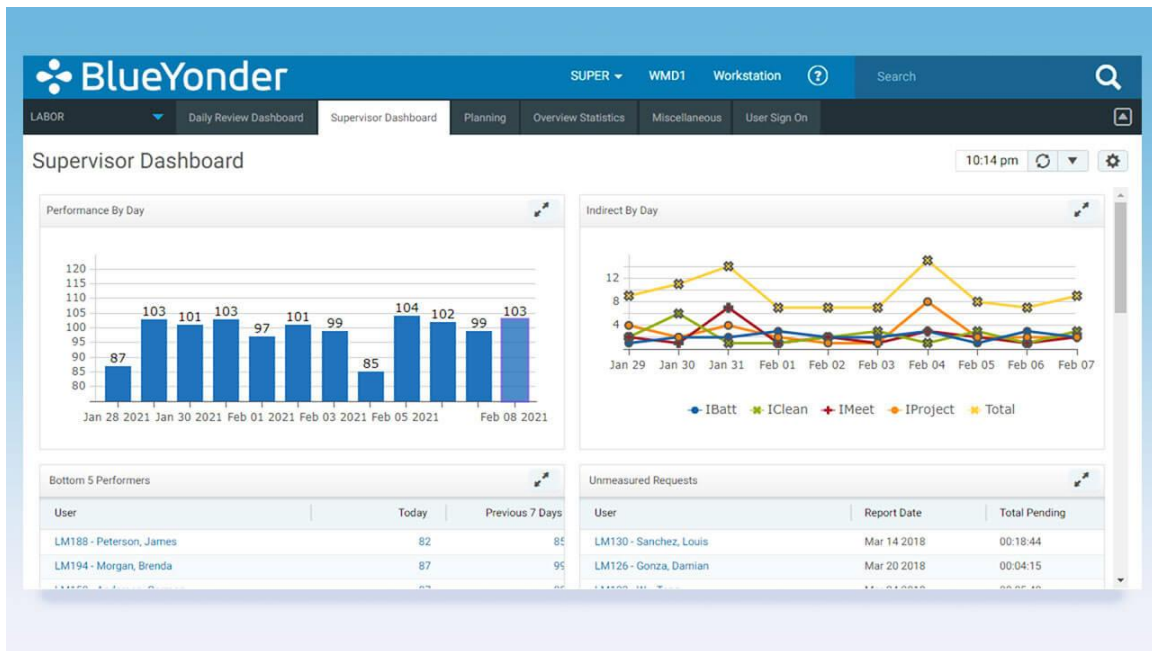 BlueYonder
SUPER WMD1 Workstation ? Search
LABOR Daily Review Dashboard Supervisor Dashboard Planning Overview Statistics Miscellaneous User Sign On
Supervisor Dashboard
10:14 pm
Performance By Day
120
115
110
105
100
95
90
85
80
87 103 101 103 97 101 99 85 104 102 99 103
Jan 28 2021 Jan 30 2021 Feb 01 2021 Feb 03 2021 Feb 05 2021 Feb 08 2021
Indirect By Day
12
8
4
Jan 29 Jan 30 Jan 31 Feb 01 Feb 02 Feb 03 Feb 04 Feb 05 Feb 06 Feb 07
IBatt IClean IMeet IProject Total
Bottom 5 Performers
User Today Previous 7 Days
LM188 - Peterson, James 82 85
LM194 - Morgan, Brenda 87 99
Unmeasured Requests
User Report Date Total Pending
LM130 - Sanchez, Louis Mar 14 2018 00:18:44
LM126 - Gonza, Damian Mar 20 2018 00:04:15